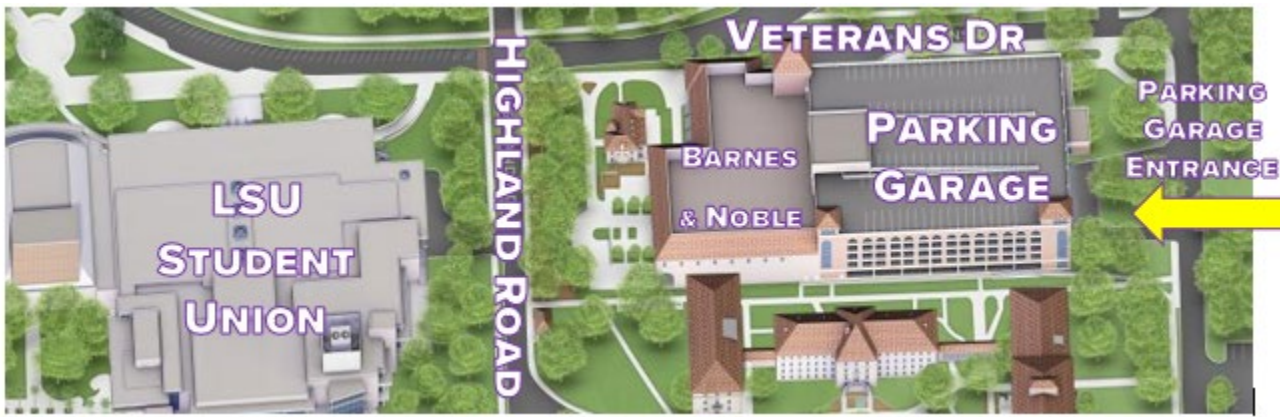 VETERANS DR
HIGHLAND ROAD
PARKING
GARAGE
ENTRANCE
PARKING
GARAGE
BARNES
& NOBLE
LSU
STUDENT
UNION